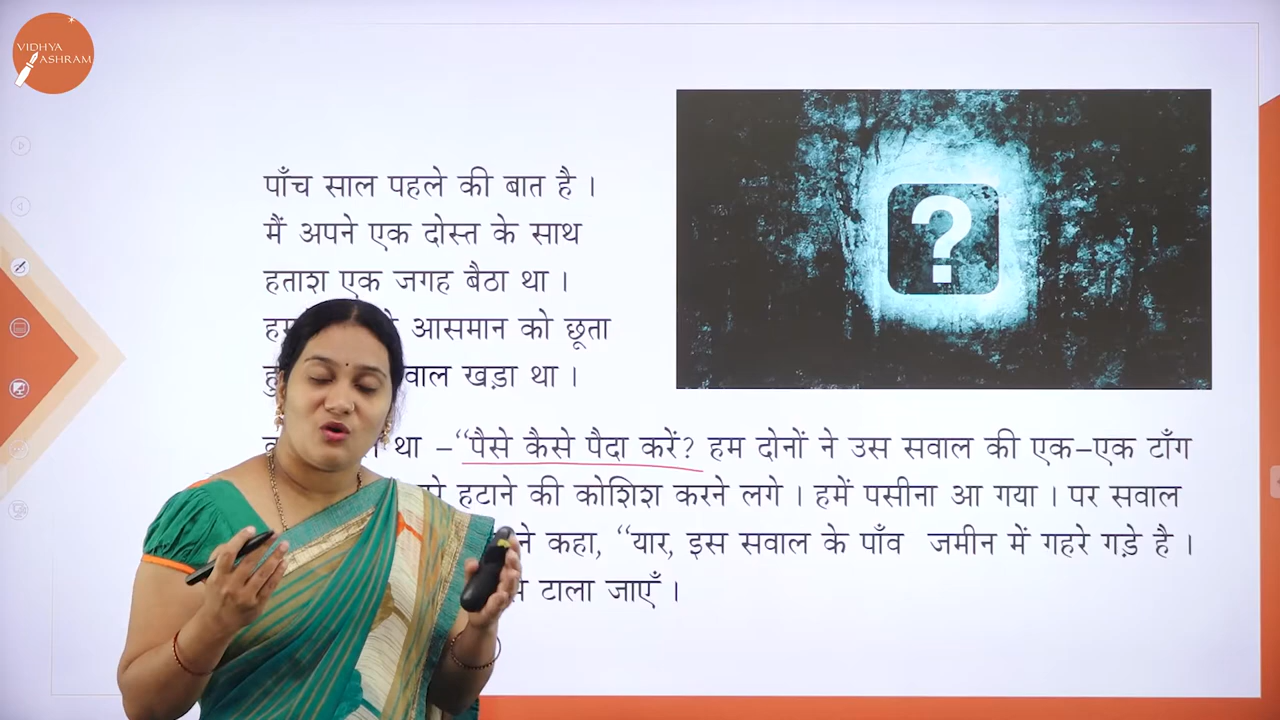 VIDHYA
ASHRAM
पाँच साल पहले की बात है ।
मैं अपने एक दोस्त के साथ
हताश एक जगह बैठा था ।
आसमान को छूता
खड़ा था ।
था –“पैसे कैसे पैदा करें? हम दोनों ने उस सवाल की एक–एक टाँग
हटाने की कोशिश करने लगे । हमें पसीना आ गया । पर सवाल
ने कहा, “यार, इस सवाल के पाँव जमीन में गहरे गड़े है ।
टाला जाएँ ।
?